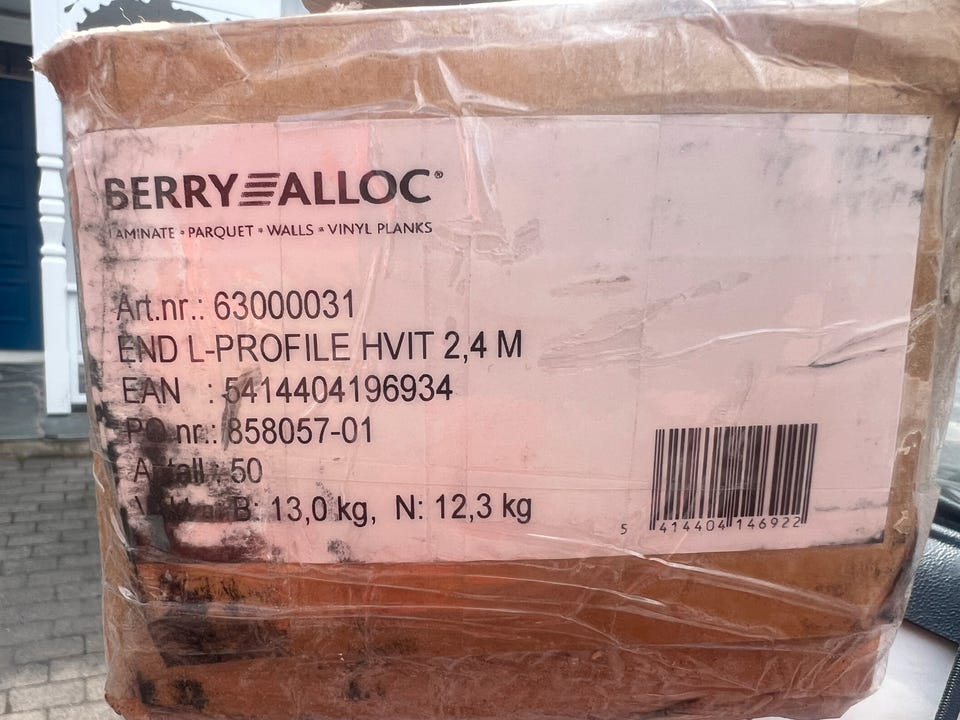 BERRY ALLOC®
LAMINATE • PARQUET • WALLS • VINYL PLANKS
Art.nr.: 63000031
END L-PROFILE HVIT 2,4 M
EAN : 5414404196934
PO nr.: 858057-01
Antall : 50
B: 13,0 kg, N: 12,3 kg
5 414404 146922